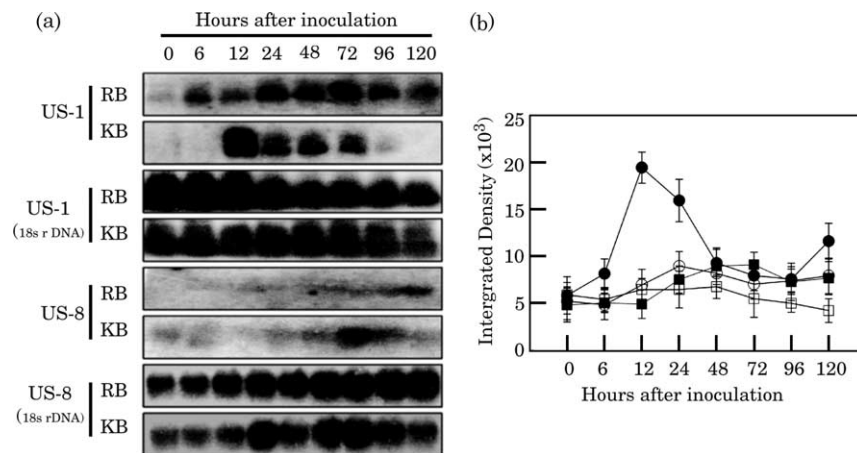 (a)
Hours after inoculation
0 6 12 24 48 72 96 120
US-1
RB
KB
US-1
(18s r DNA)
RB
KB
US-8
RB
KB
US-8
(18s rDNA)
RB
KB
(b)
Intergrated Density (x10³)
25
20
15
10
5
0
0 6 12 24 48 72 96 120
Hours after inoculation